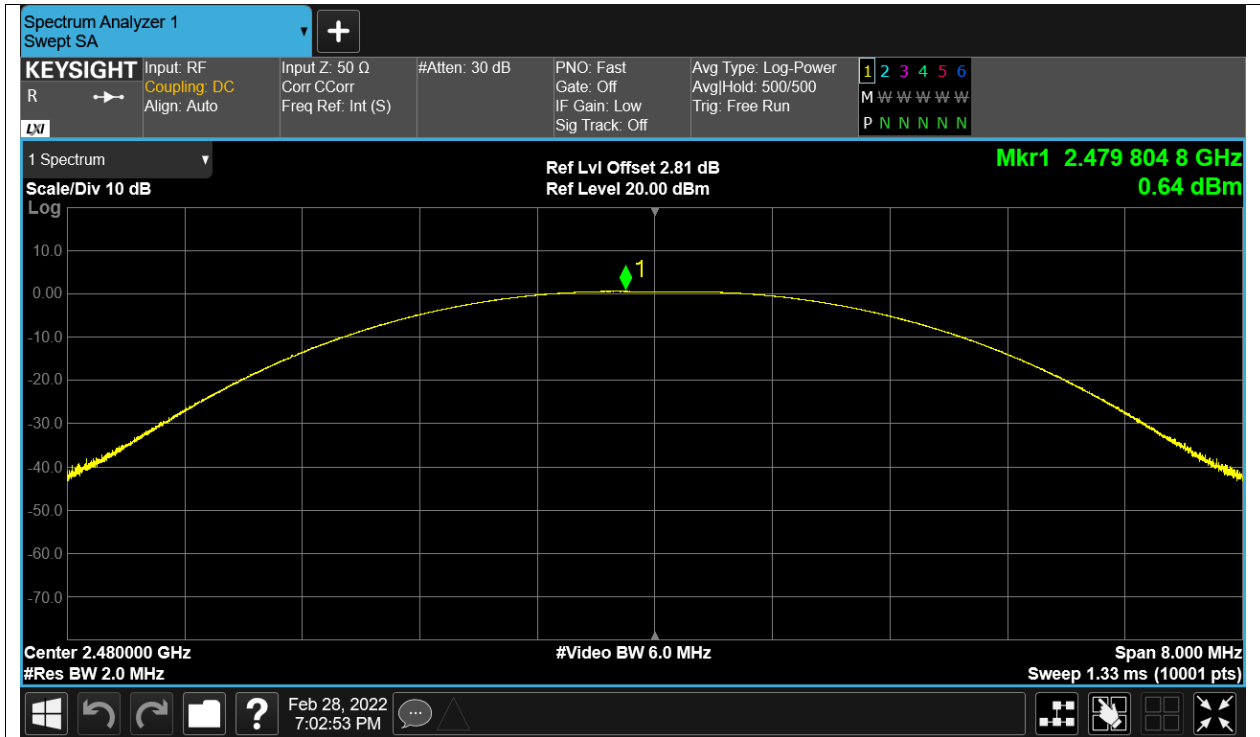 Spectrum Analyzer 1
Swept SA
+
KEYSIGHT
R
LXI
Input: RF
Coupling: DC
Align: Auto
Input Z: 50 Ω
Corr CCorr
Freq Ref: Int (S)
#Atten: 30 dB
PNO: Fast
Gate: Off
IF Gain: Low
Sig Track: Off
Avg Type: Log-Power
Avg|Hold: 500/500
Trig: Free Run
1 2 3 4 5 6
M W W W W W
P N N N N N
1 Spectrum
Scale/Div 10 dB
Log
Ref Lvl Offset 2.81 dB
Ref Level 20.00 dBm
Mkr1 2.479 804 8 GHz
0.64 dBm
10.0
0.00
-10.0
-20.0
-30.0
-40.0
-50.0
-60.0
-70.0
1
Center 2.480000 GHz
#Res BW 2.0 MHz
#Video BW 6.0 MHz
Span 8.000 MHz
Sweep 1.33 ms (10001 pts)
?
Feb 28, 2022
7:02:53 PM